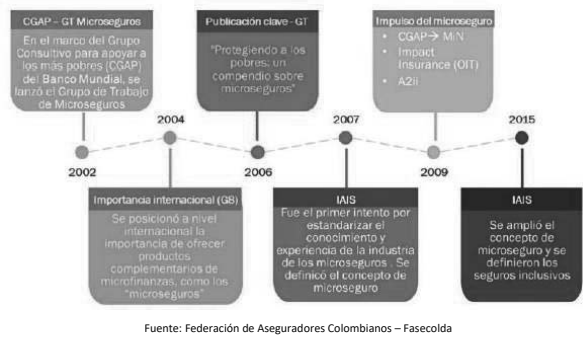 CGAP – GT Microseguros
En el marco del Grupo
Consultivo para apoyar a
los más pobres (CGAP)
del Banco Mundial, se
lanzó el Grupo de Trabajo
de Microseguros
2002
2004
Importancia internacional (G8)
Se posicionó a nivel
internacional la
importancia de ofrecer
productos
complementarios de
microfinanzas, como los
"microseguros"
Publicación clave - GT
"Protegiendo a los
pobres: un
compendio sobre
microseguros"
2006
2007
IAIS
Fue el primer intento por
estandarizar el
conocimiento y
experiencia de la industria
de los microseguros . Se
definicó el concepto de
microseguro
Impulso del microseguro
• CGAP→ MiN
• Impact
Insurance (OIT)
• A2ii
2009
2015
IAIS
Se amplió el
concepto de
microseguro y se
definieron los
seguros inclusivos
Fuente: Federación de Aseguradores Colombianos – Fasecolda